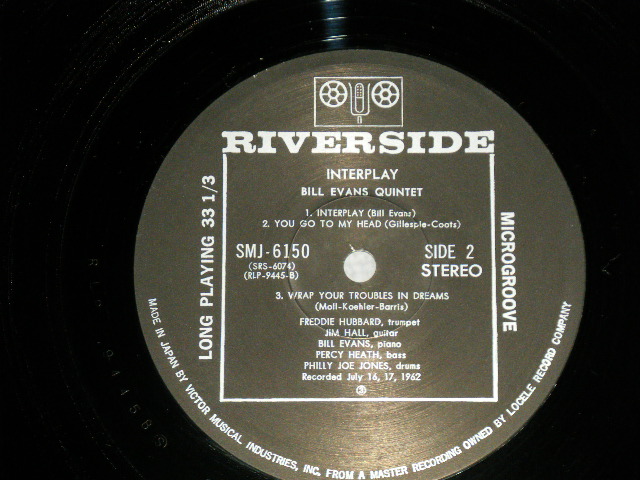 RIVERSIDE
INTERPLAY
BILL EVANS QUINTET
1. INTERPLAY (Bill Evans)
2. YOU GO TO MY HEAD (Gillespie-Coots)
SMJ-6150
(SRS-6074)
(RLP-9445-B)
SIDE 2
STEREO
3. WRAP YOUR TROUBLES IN DREAMS
(Moll-Koehler-Barris)
FREDDIE HUBBARD, trumpet
JIM HALL, guitar
BILL EVANS, piano
PERCY HEATH, bass
PHILLY JOE JONES, drums
Recorded July 16, 17, 1962
LONG PLAYING 33 1/3
MICROGROOVE
MADE IN JAPAN BY VICTOR MUSICAL INDUSTRIES, INC. FROM A MASTER RECORDING OWNED BY LOCELE RECORD COMPANY